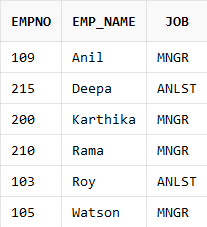 EMPNO EMP_NAME JOB
109 Anil MNGR
215 Deepa ANLST
200 Karthika MNGR
210 Rama MNGR
103 Roy ANLST
105 Watson MNGR